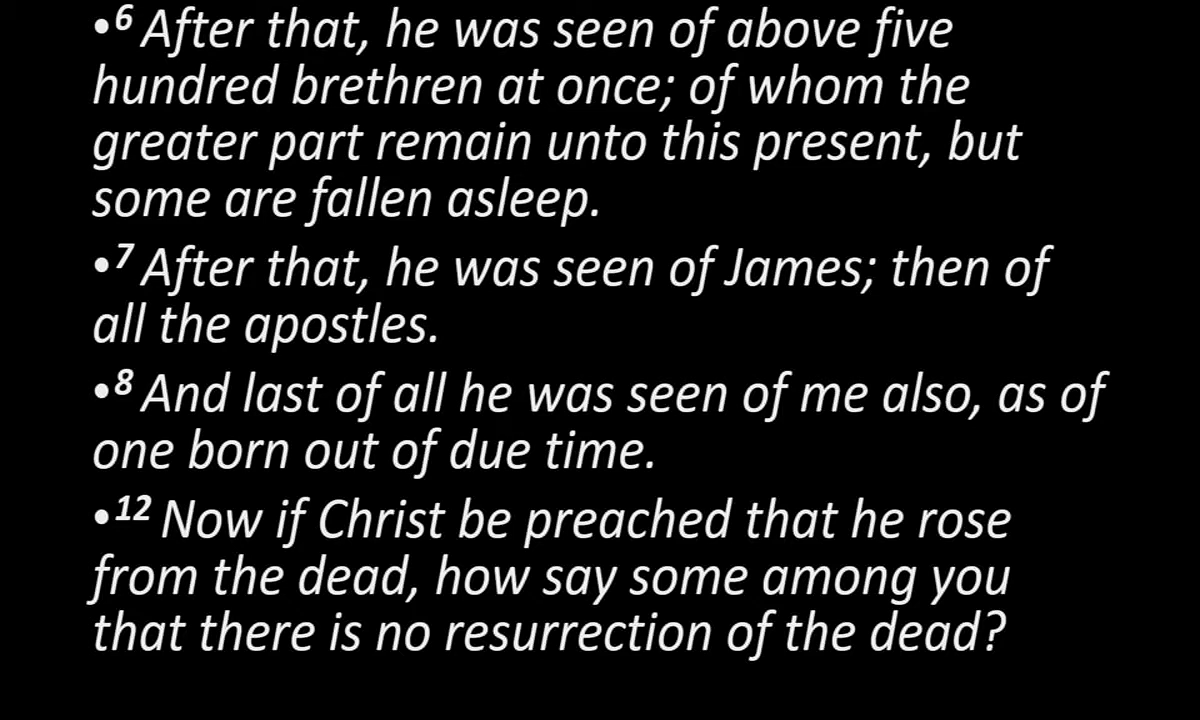 •6 After that, he was seen of above five
hundred brethren at once; of whom the
greater part remain unto this present, but
some are fallen asleep.
•7 After that, he was seen of James; then of
all the apostles.
•8 And last of all he was seen of me also, as of
one born out of due time.
•12 Now if Christ be preached that he rose
from the dead, how say some among you
that there is no resurrection of the dead?